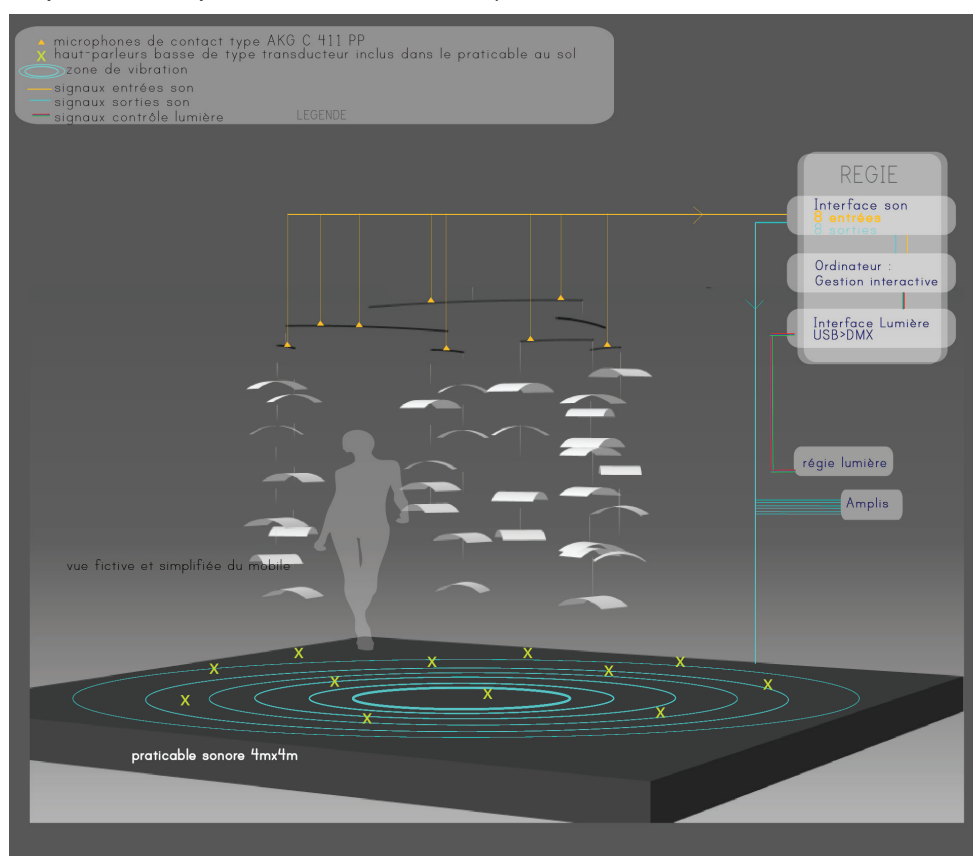 microphones de contact type AKG C 411 PP
X haut-parleurs basse de type transducteur inclus dans le praticable au sol
zone de vibration
signaux entrées son
signaux sorties son
signaux contrôle lumière
LEGENDE
REGIE
Interface son
8 entrées
8 sorties
Ordinateur :
Gestion interactive
Interface Lumière
USB>DMX
régie lumière
Amplis
vue fictive et simplifiée du mobile
X
X
X
X
X
X
X
X
X
X
X
X
praticable sonore 4mx4m